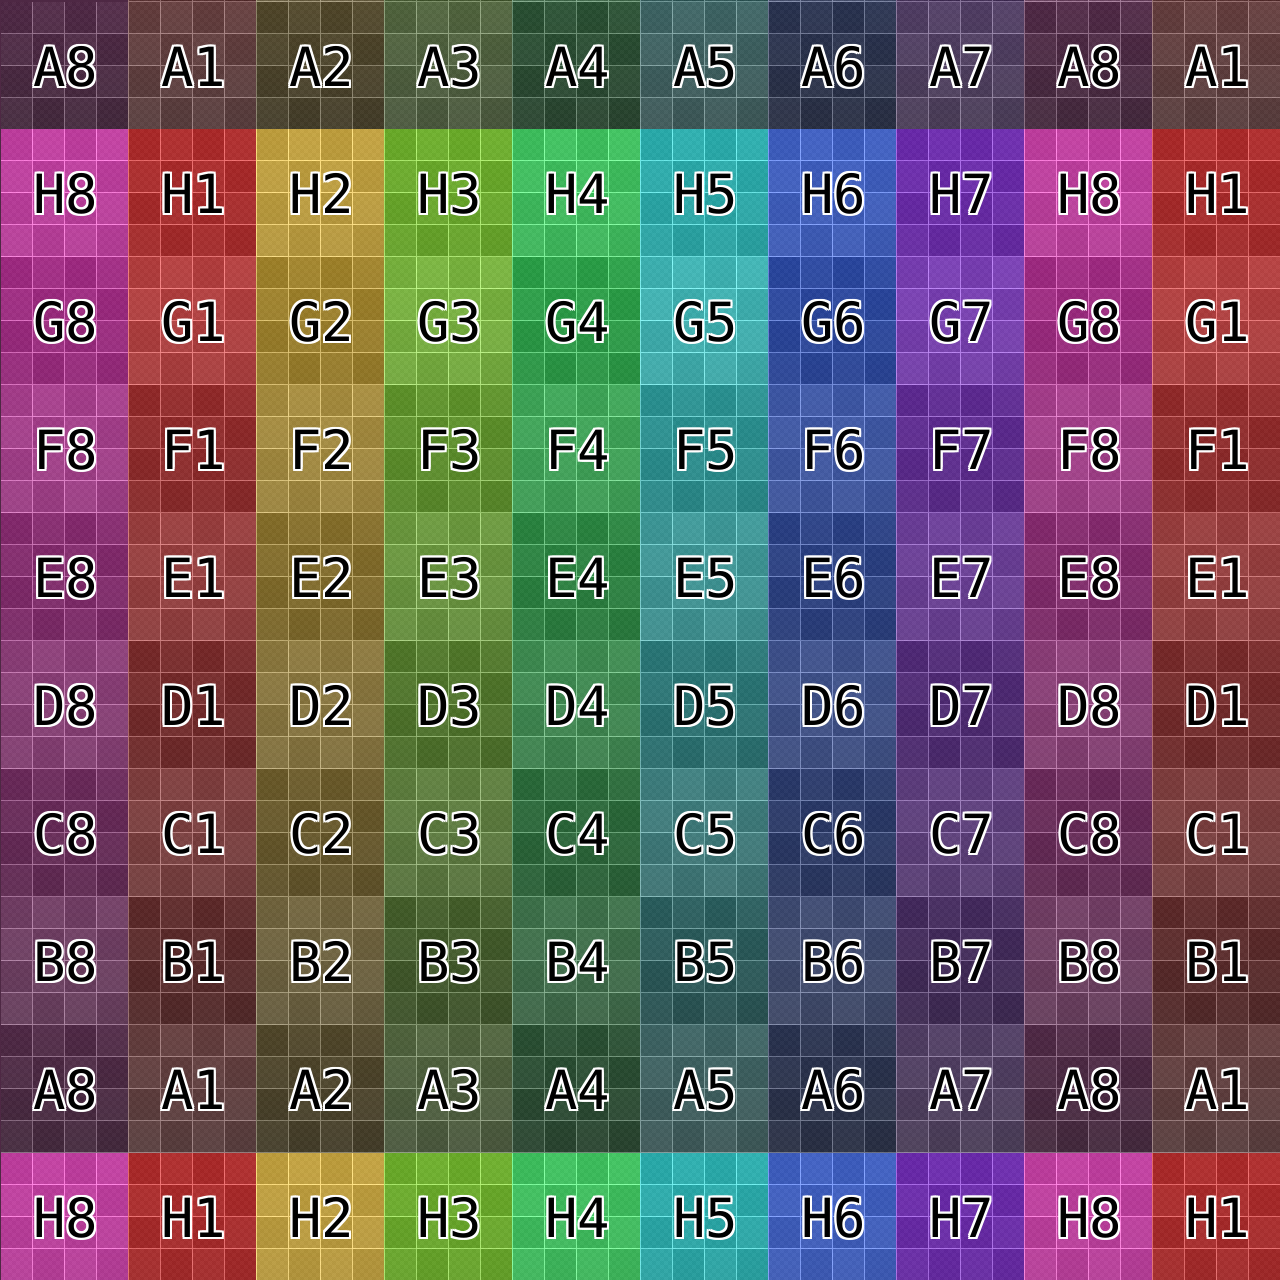 A8 A1 A2 A3 A4 A5 A6 A7 A8 A1
H8 H1 H2 H3 H4 H5 H6 H7 H8 H1
G8 G1 G2 G3 G4 G5 G6 G7 G8 G1
F8 F1 F2 F3 F4 F5 F6 F7 F8 F1
E8 E1 E2 E3 E4 E5 E6 E7 E8 E1
D8 D1 D2 D3 D4 D5 D6 D7 D8 D1
C8 C1 C2 C3 C4 C5 C6 C7 C8 C1
B8 B1 B2 B3 B4 B5 B6 B7 B8 B1
A8 A1 A2 A3 A4 A5 A6 A7 A8 A1
H8 H1 H2 H3 H4 H5 H6 H7 H8 H1